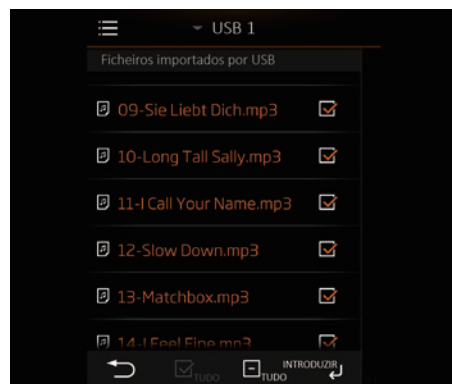 USB 1
Ficheiros importados por USB
09-Sie Liebt Dich.mp3
10-Long Tall Sally.mp3
11-I Call Your Name.mp3
12-Slow Down.mp3
13-Matchbox.mp3
14-I Feel Fine.mp3
TUDO TUDO INTRODUZIR